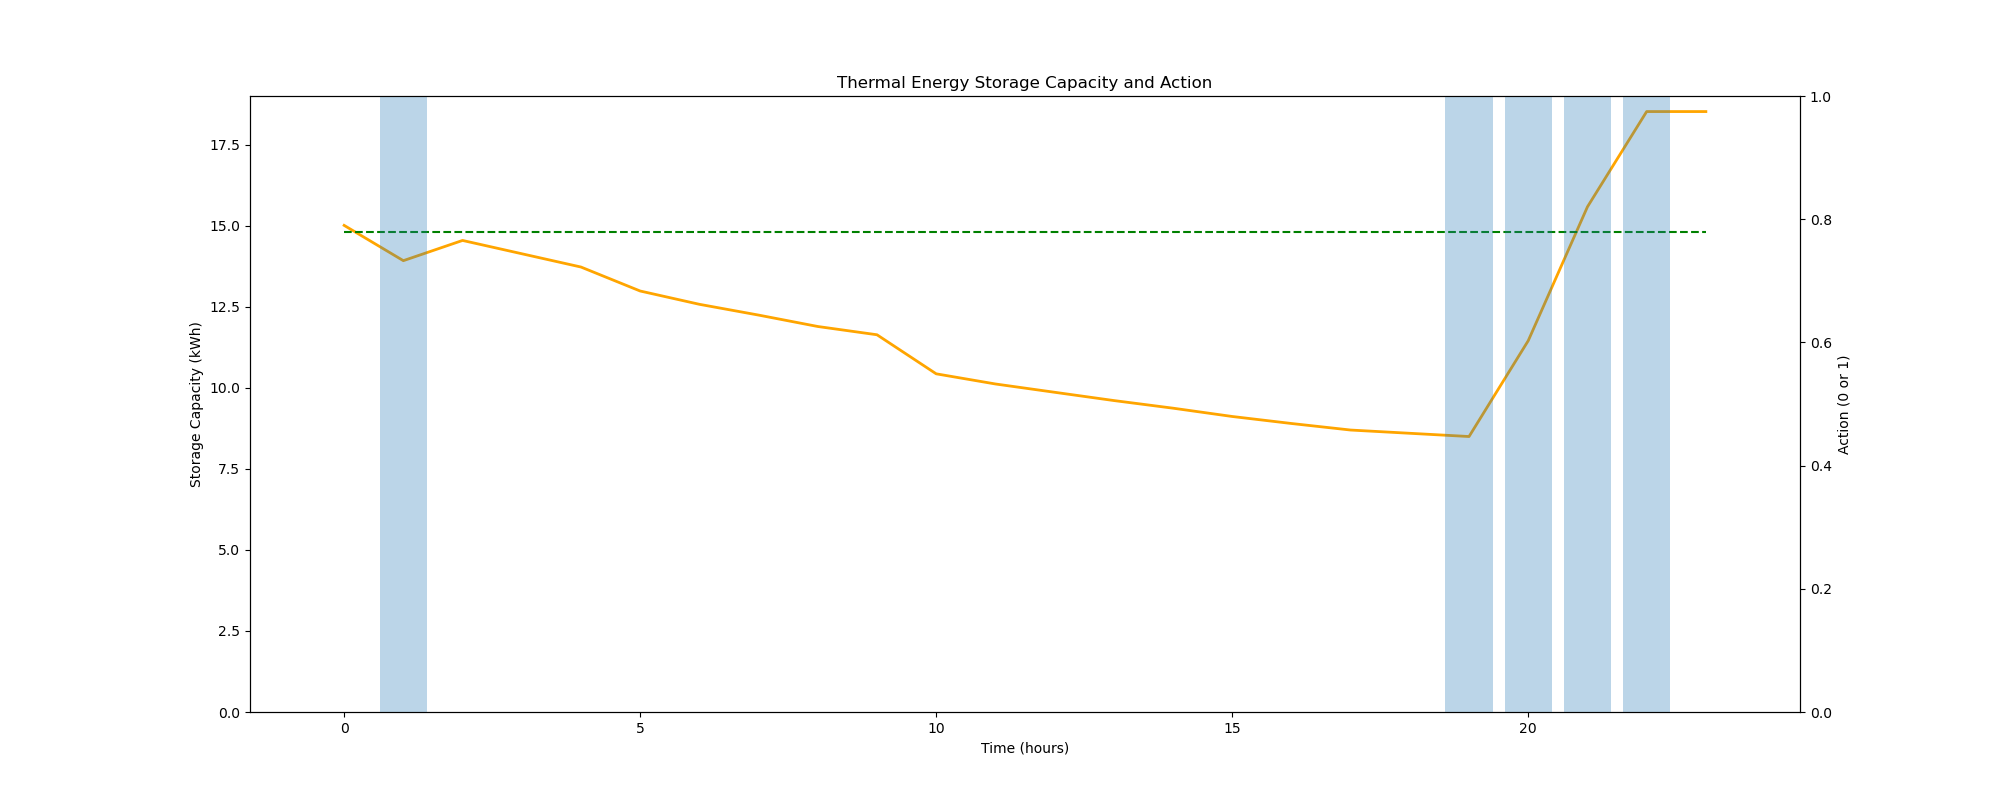 Thermal Energy Storage Capacity and Action
Storage Capacity (kWh)
17.5
15.0
12.5
10.0
7.5
5.0
2.5
0.0
1.0
0.8
0.6
0.4
0.2
0.0
Action (0 or 1)
0 5 10 15 20
Time (hours)